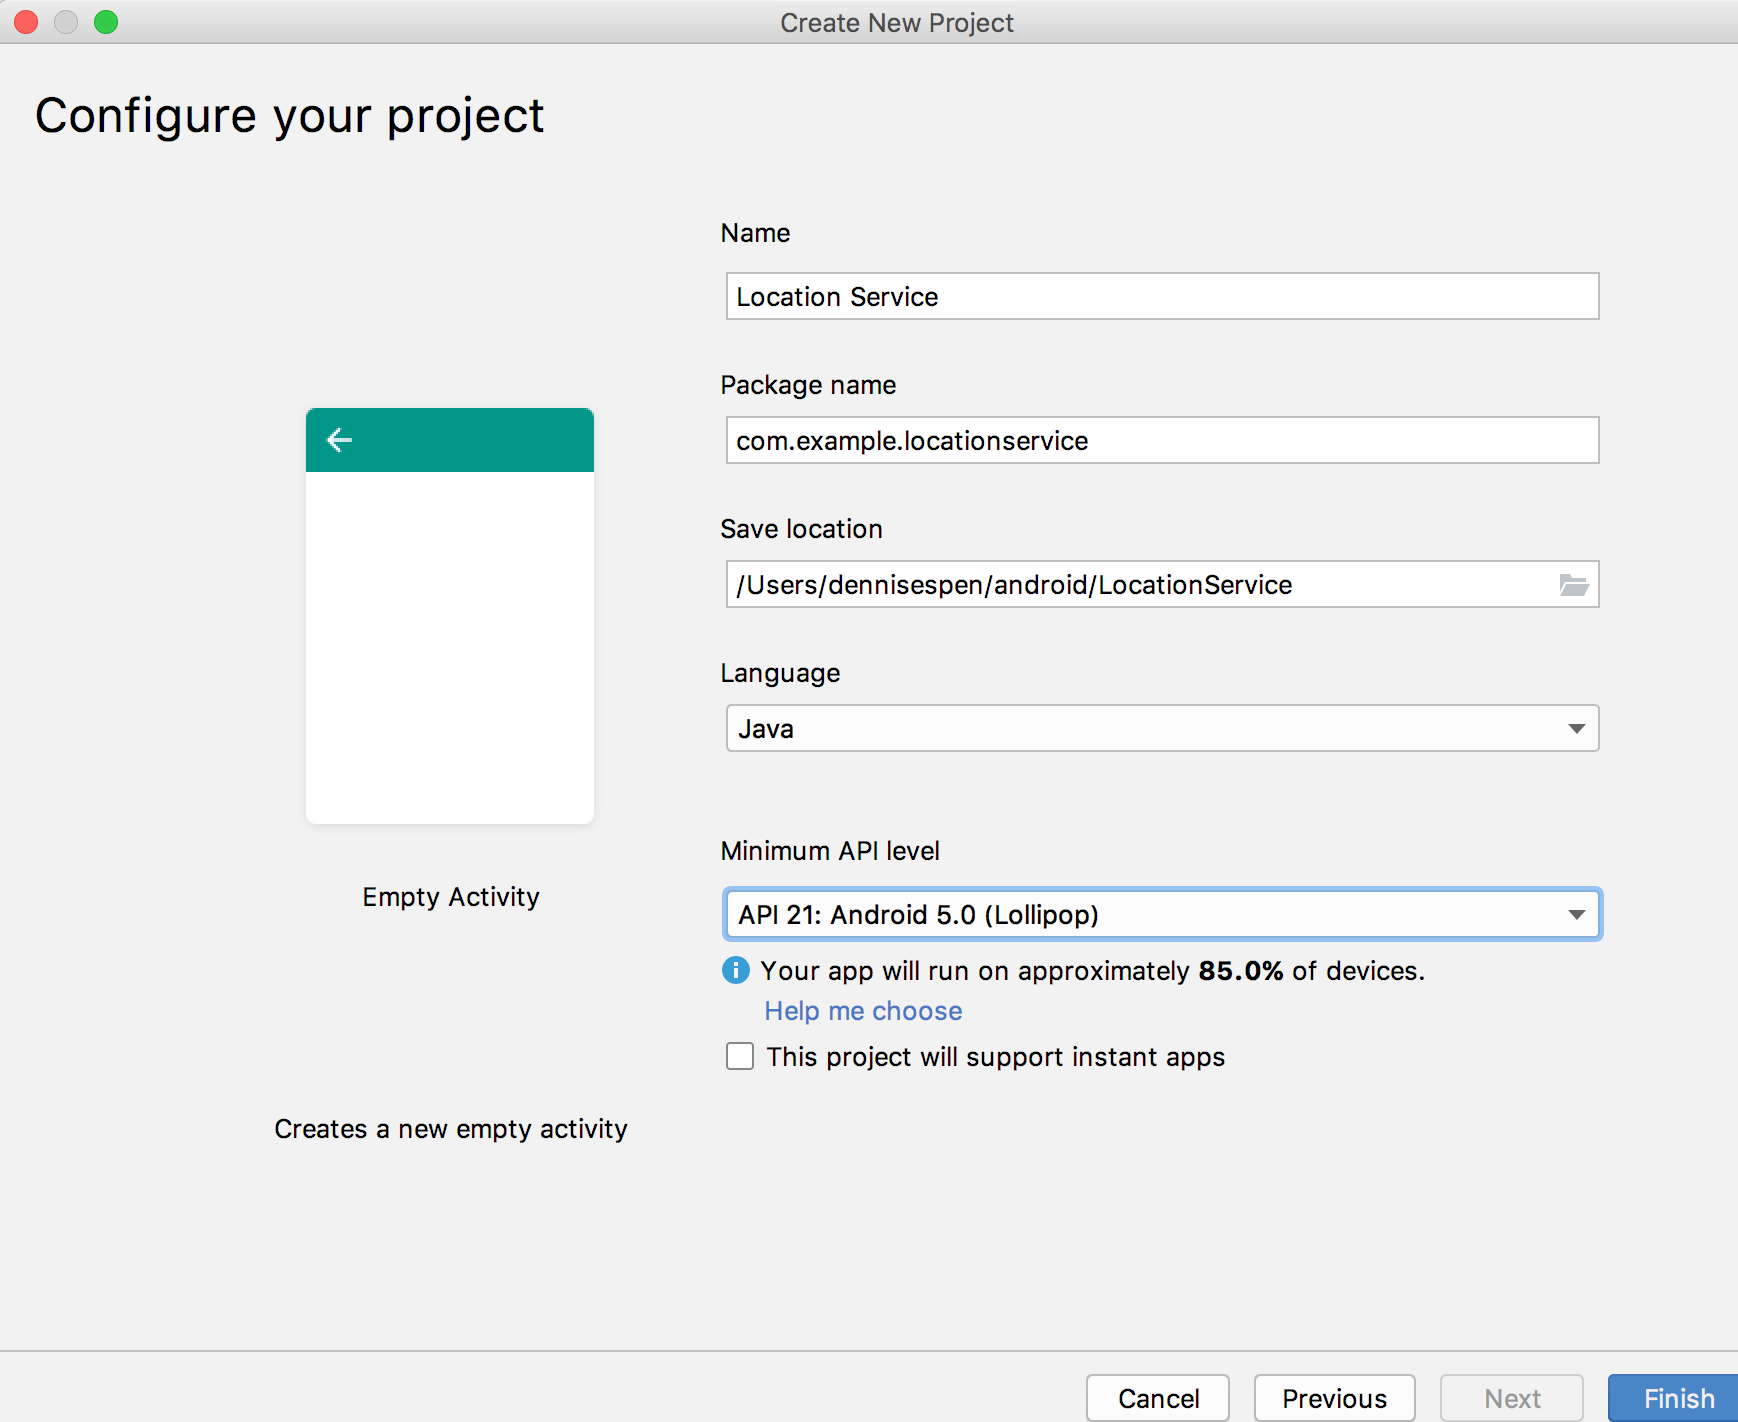 Create New Project
Configure your project
Name
Location Service
Package name
com.example.locationservice
Save location
/Users/dennisespen/android/LocationService
Language
Java
Minimum API level
API 21: Android 5.0 (Lollipop)
Your app will run on approximately 85.0% of devices.
Help me choose
This project will support instant apps
Empty Activity
Creates a new empty activity
Cancel
Previous
Next
Finish